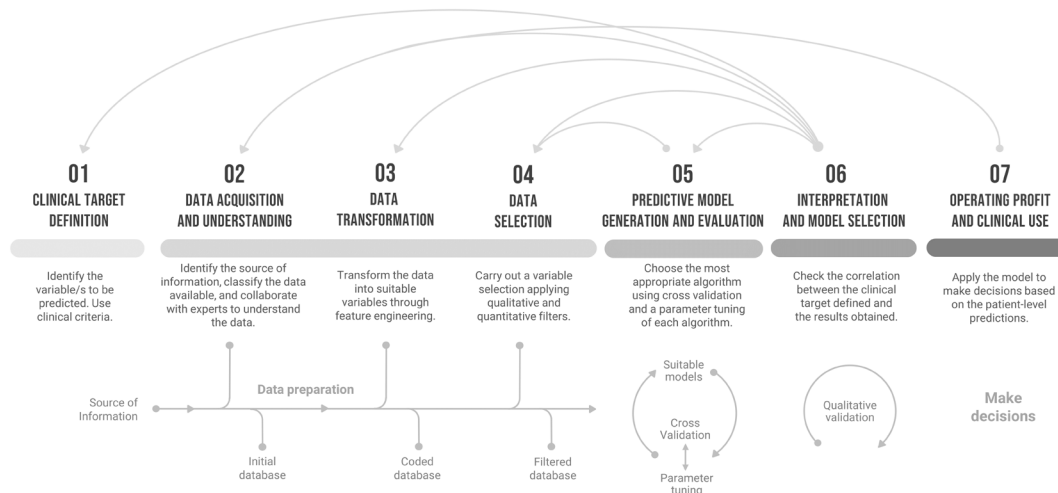 01
CLINICAL TARGET
DEFINITION
Identify the
variable/s to be
predicted. Use
clinical criteria.
02
DATA ACQUISITION
AND UNDERSTANDING
Identify the source of
information, classify the data
available, and collaborate
with experts to understand
the data.
03
DATA
TRANSFORMATION
Transform the data
into suitable
variables through
feature engineering.
04
DATA
SELECTION
Carry out a variable
selection applying
qualitative and
quantitative filters.
05
PREDICTIVE MODEL
GENERATION AND EVALUATION
Choose the most
appropriate algorithm
using cross validation
and a parameter tuning
of each algorithm.
06
INTERPRETATION
AND MODEL SELECTION
Check the correlation
between the clinical
target defined and
the results obtained.
07
OPERATING PROFIT
AND CLINICAL USE
Apply the model to
make decisions based
on the patient-level
predictions.
Source of
Information
Data preparation
Initial
database
Coded
database
Filtered
database
Suitable
models
Cross
Validation
Parameter
tuning
Qualitative
validation
Make
decisions